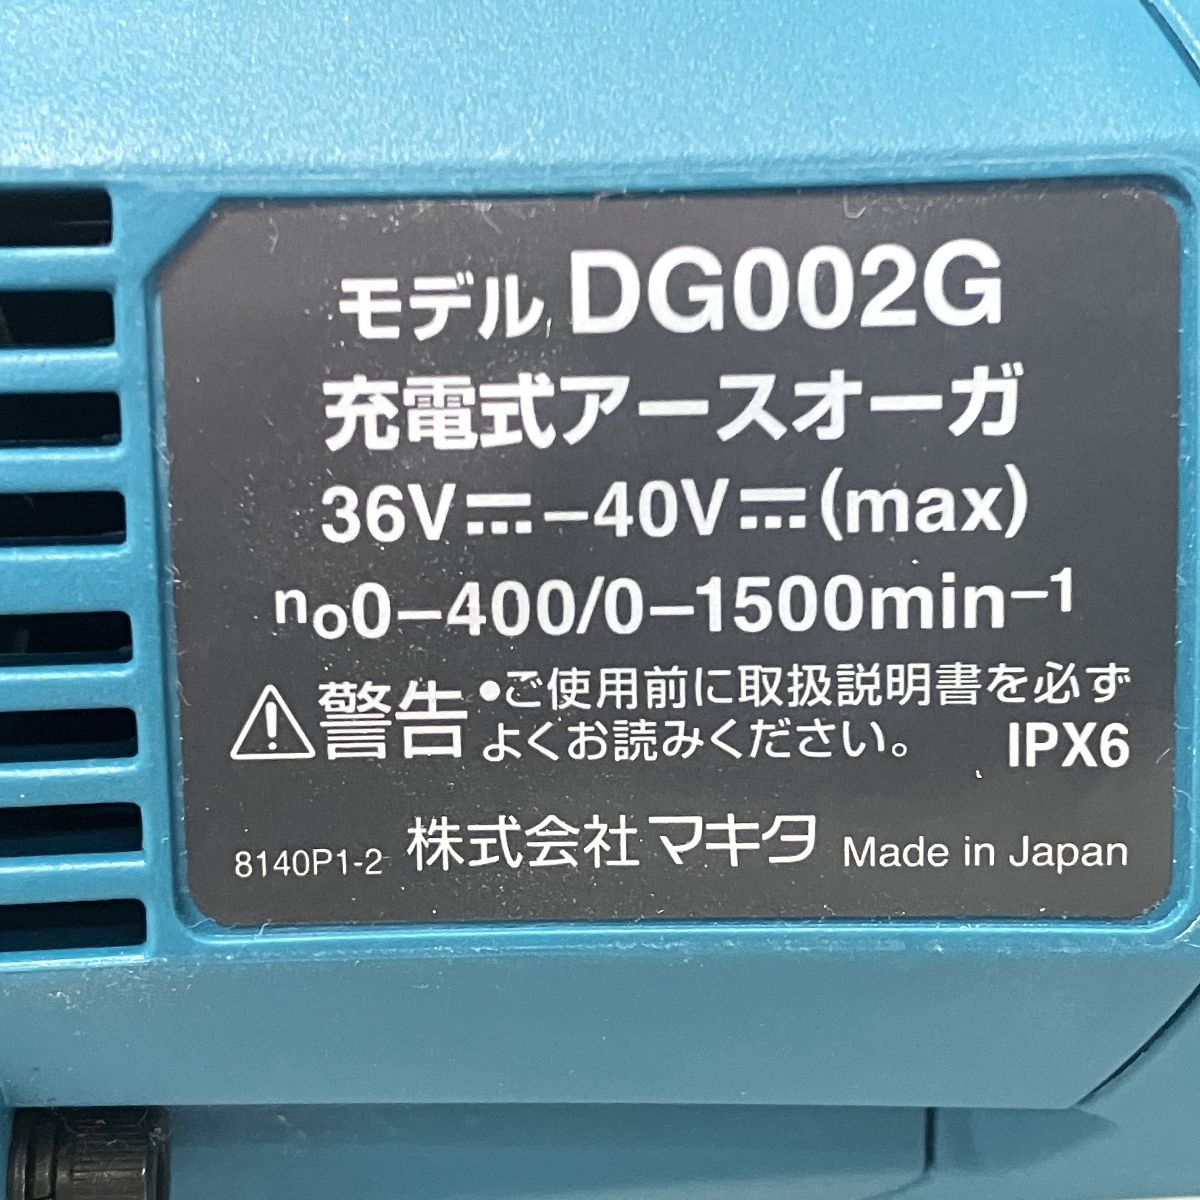 モデル DG002G
充電式アースオーガ
36V⎓–40V⎓(max)
no0–400/0–1500min–1
⚠警告 ●ご使用前に取扱説明書を必ず
よくお読みください。 IPX6
8140P1-2 株式会社マキタ Made in Japan